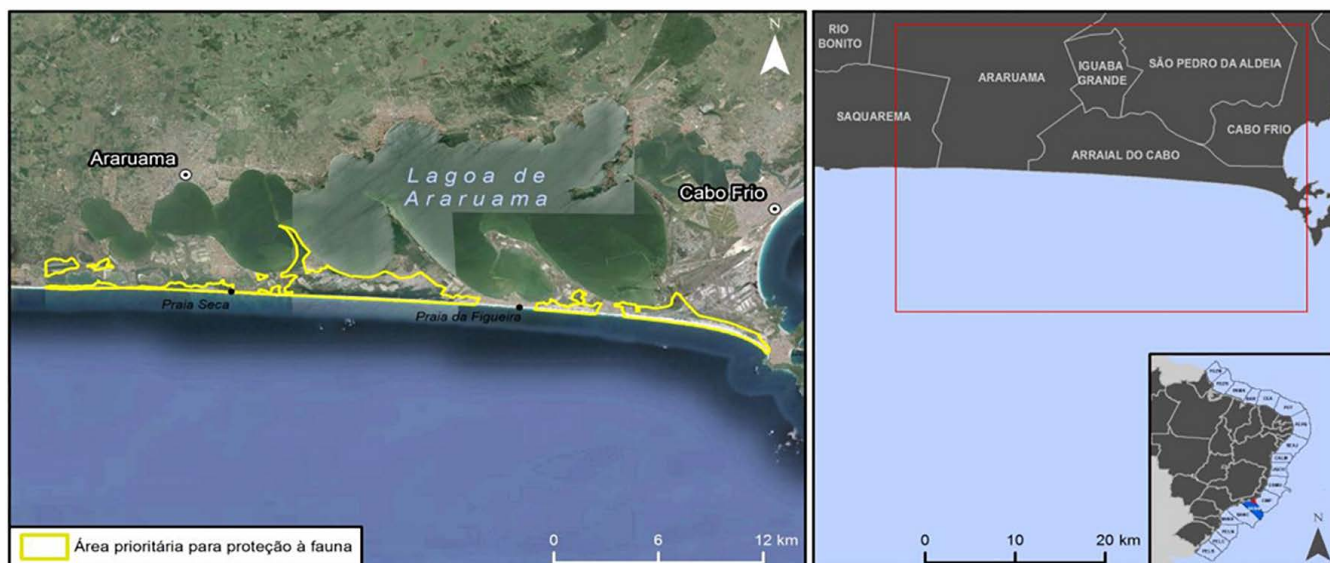 N
Araruama
Lagoa de
Araruama
Cabo Frio
Praia Seca
Praia da Figueira
Área prioritária para proteção à fauna
0 6 12 km
RIO
BONITO
ARARUAMA
IGUABA
GRANDE
SÃO PEDRO DA ALDEIA
SAQUAREMA
CABO FRIO
ARRAIAL DO CABO
0 10 20 km
N